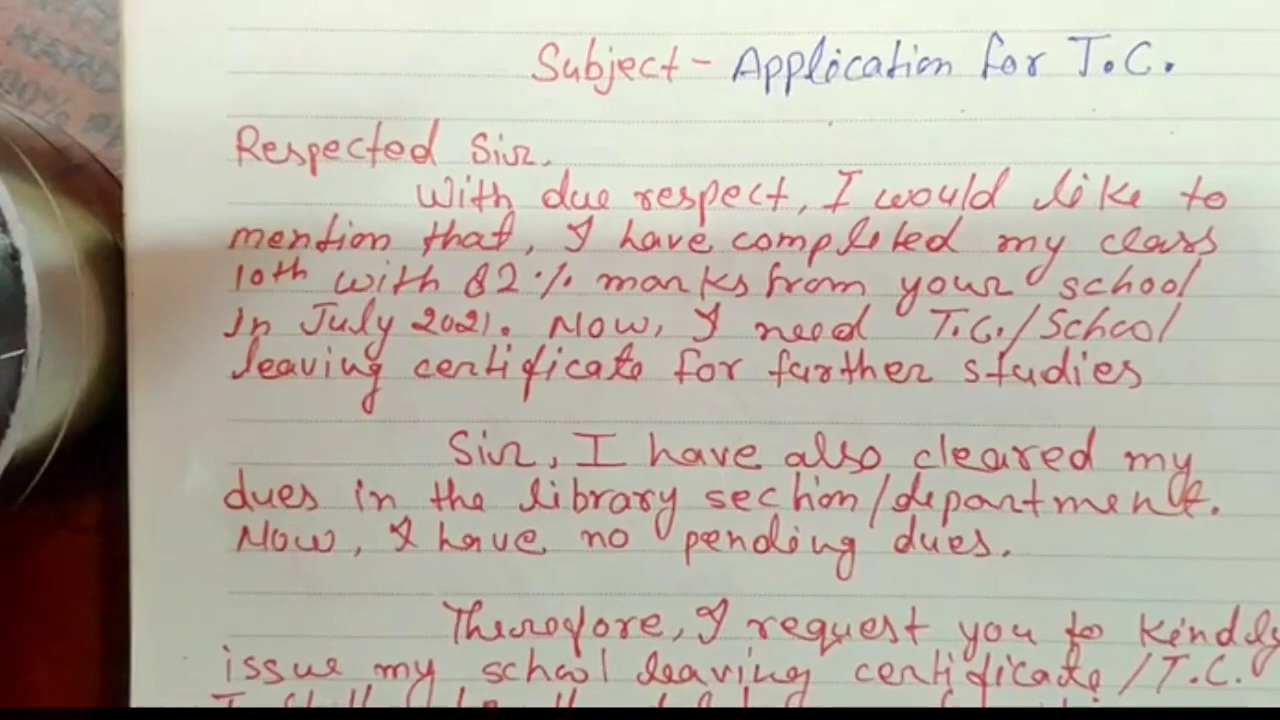 Subject - Application for T.C.
Respected Sir,
With due respect, I would like to
mention that, I have completed my class
10th with 82% marks from your school
in July 2021. Now, I need T.C./School
leaving certificate for farther studies
Sir, I have also cleared my
dues in the library section/department.
Now, I have no pending dues.
Therefore, I request you to kindly
issue my school leaving certificate/T.C.